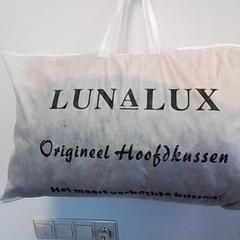 LUNALUX
Origineel Hoofdkussen
Het meest verkochte kussen!